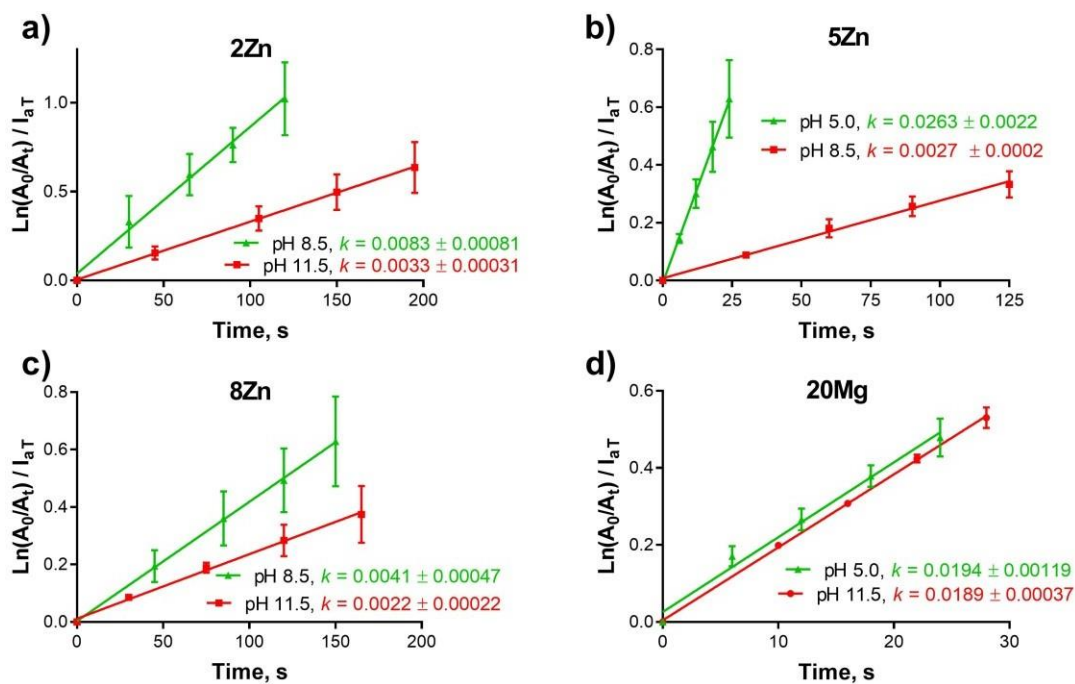 a)
2Zn
Ln(A₀/Aₜ) / IₐT
1.0
0.5
0.0
pH 8.5, k = 0.0083 ± 0.00081
pH 11.5, k = 0.0033 ± 0.00031
0 50 100 150 200
Time, s
b)
5Zn
Ln(A₀/Aₜ) / IₐT
0.8
0.6
0.4
0.2
0.0
pH 5.0, k = 0.0263 ± 0.0022
pH 8.5, k = 0.0027 ± 0.0002
0 25 50 75 100 125
Time, s
c)
8Zn
Ln(A₀/Aₜ) / IₐT
0.8
0.6
0.4
0.2
0.0
pH 8.5, k = 0.0041 ± 0.00047
pH 11.5, k = 0.0022 ± 0.00022
0 50 100 150 200
Time, s
d)
20Mg
Ln(A₀/Aₜ) / IₐT
0.6
0.4
0.2
0.0
pH 5.0, k = 0.0194 ± 0.00119
pH 11.5, k = 0.0189 ± 0.00037
0 10 20 30
Time, s